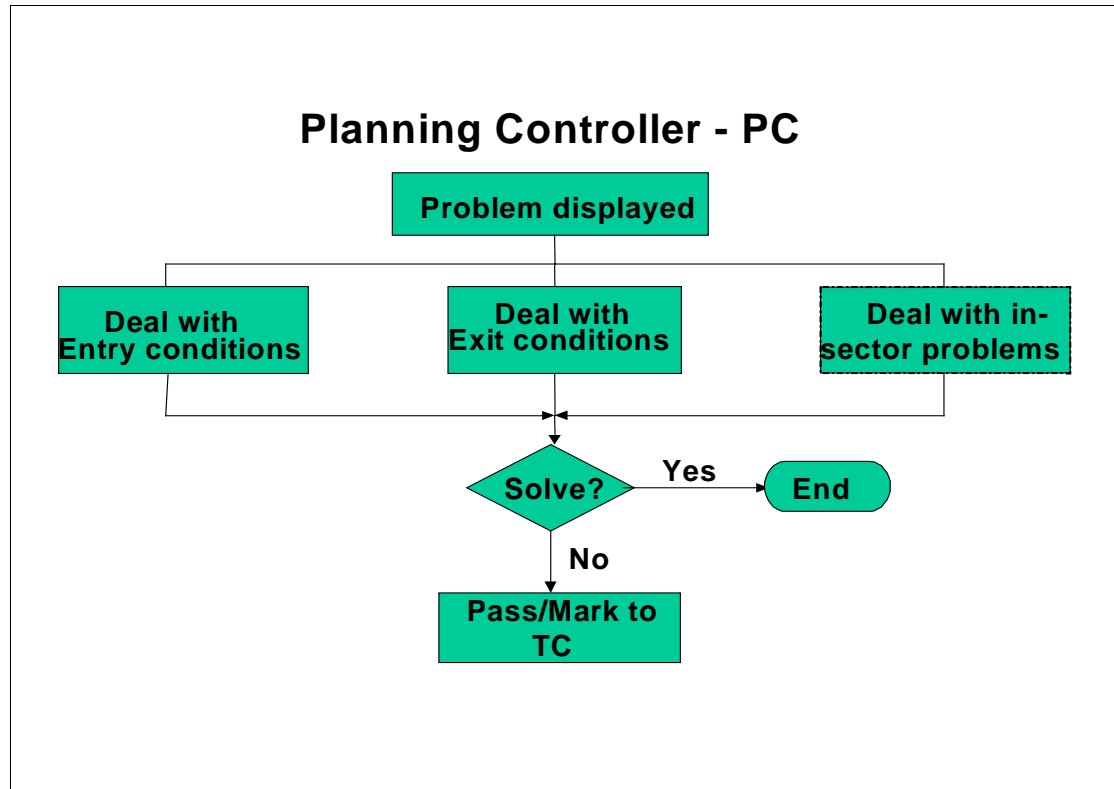 Planning Controller - PC
Problem displayed
Deal with
Entry conditions
Deal with
Exit conditions
Deal with in-
sector problems
Solve?
Yes
End
No
Pass/Mark to
TC